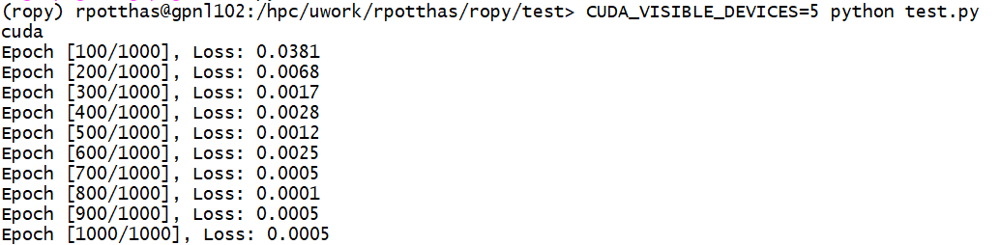 (ropy) rpotthas@gpnl102:/hpc/uwork/rpotthas/ropy/test> CUDA_VISIBLE_DEVICES=5 python test.py
cuda
Epoch [100/1000], Loss: 0.0381
Epoch [200/1000], Loss: 0.0068
Epoch [300/1000], Loss: 0.0017
Epoch [400/1000], Loss: 0.0028
Epoch [500/1000], Loss: 0.0012
Epoch [600/1000], Loss: 0.0025
Epoch [700/1000], Loss: 0.0005
Epoch [800/1000], Loss: 0.0001
Epoch [900/1000], Loss: 0.0005
Epoch [1000/1000], Loss: 0.0005